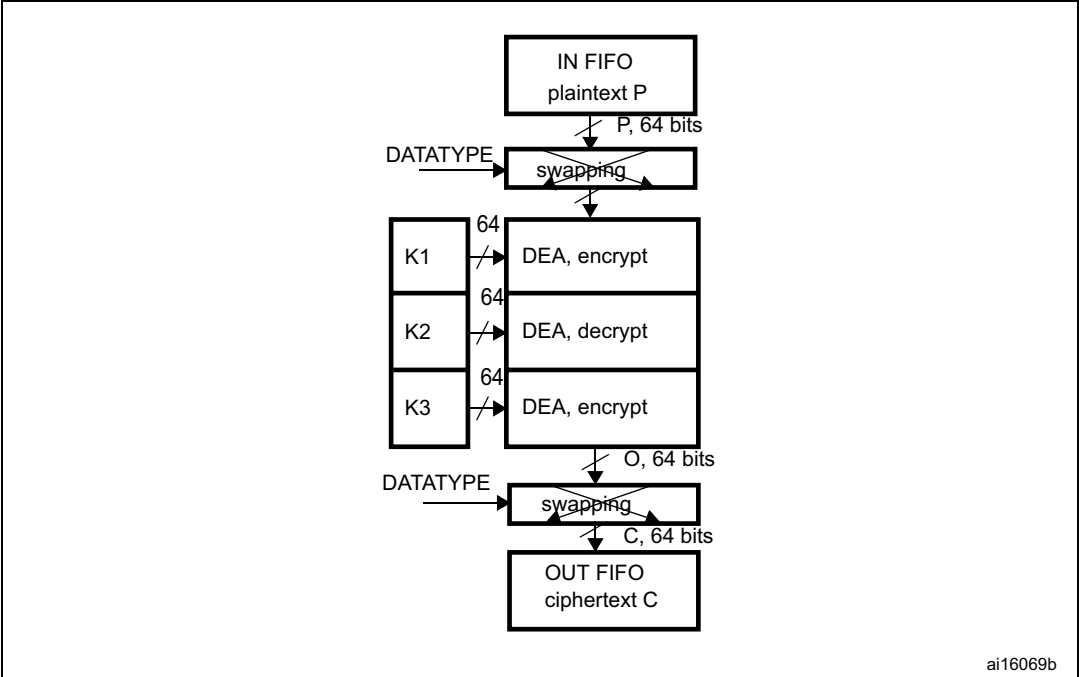 IN FIFO
plaintext P
P, 64 bits
DATATYPE
swapping
64
K1
DEA, encrypt
64
K2
DEA, decrypt
64
K3
DEA, encrypt
O, 64 bits
DATATYPE
swapping
C, 64 bits
OUT FIFO
ciphertext C
ai16069b